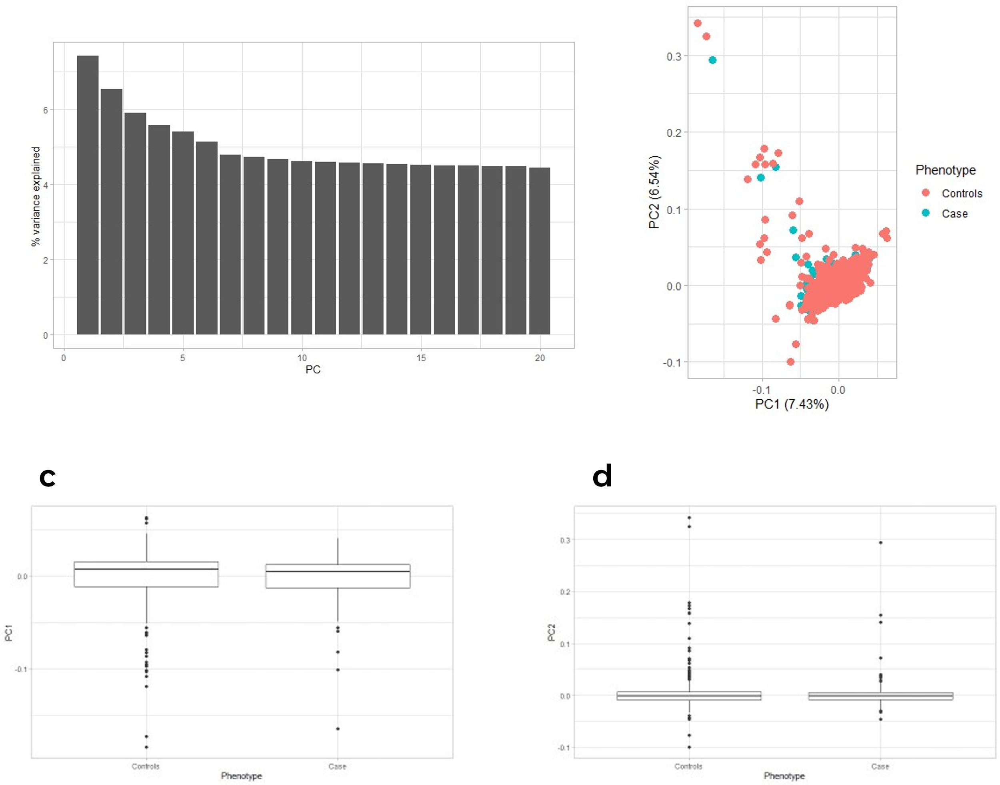 % variance explained
6
4
2
0
0 5 10 15 20
PC
PC2 (6.54%)
0.3
0.2
0.1
0.0
-0.1
-0.1 0.0
PC1 (7.43%)
Phenotype
Controls
Case
c
PC1
0.0
-0.1
Controls Case
Phenotype
d
PC2
0.3
0.2
0.1
0.0
-0.1
Controls Case
Phenotype